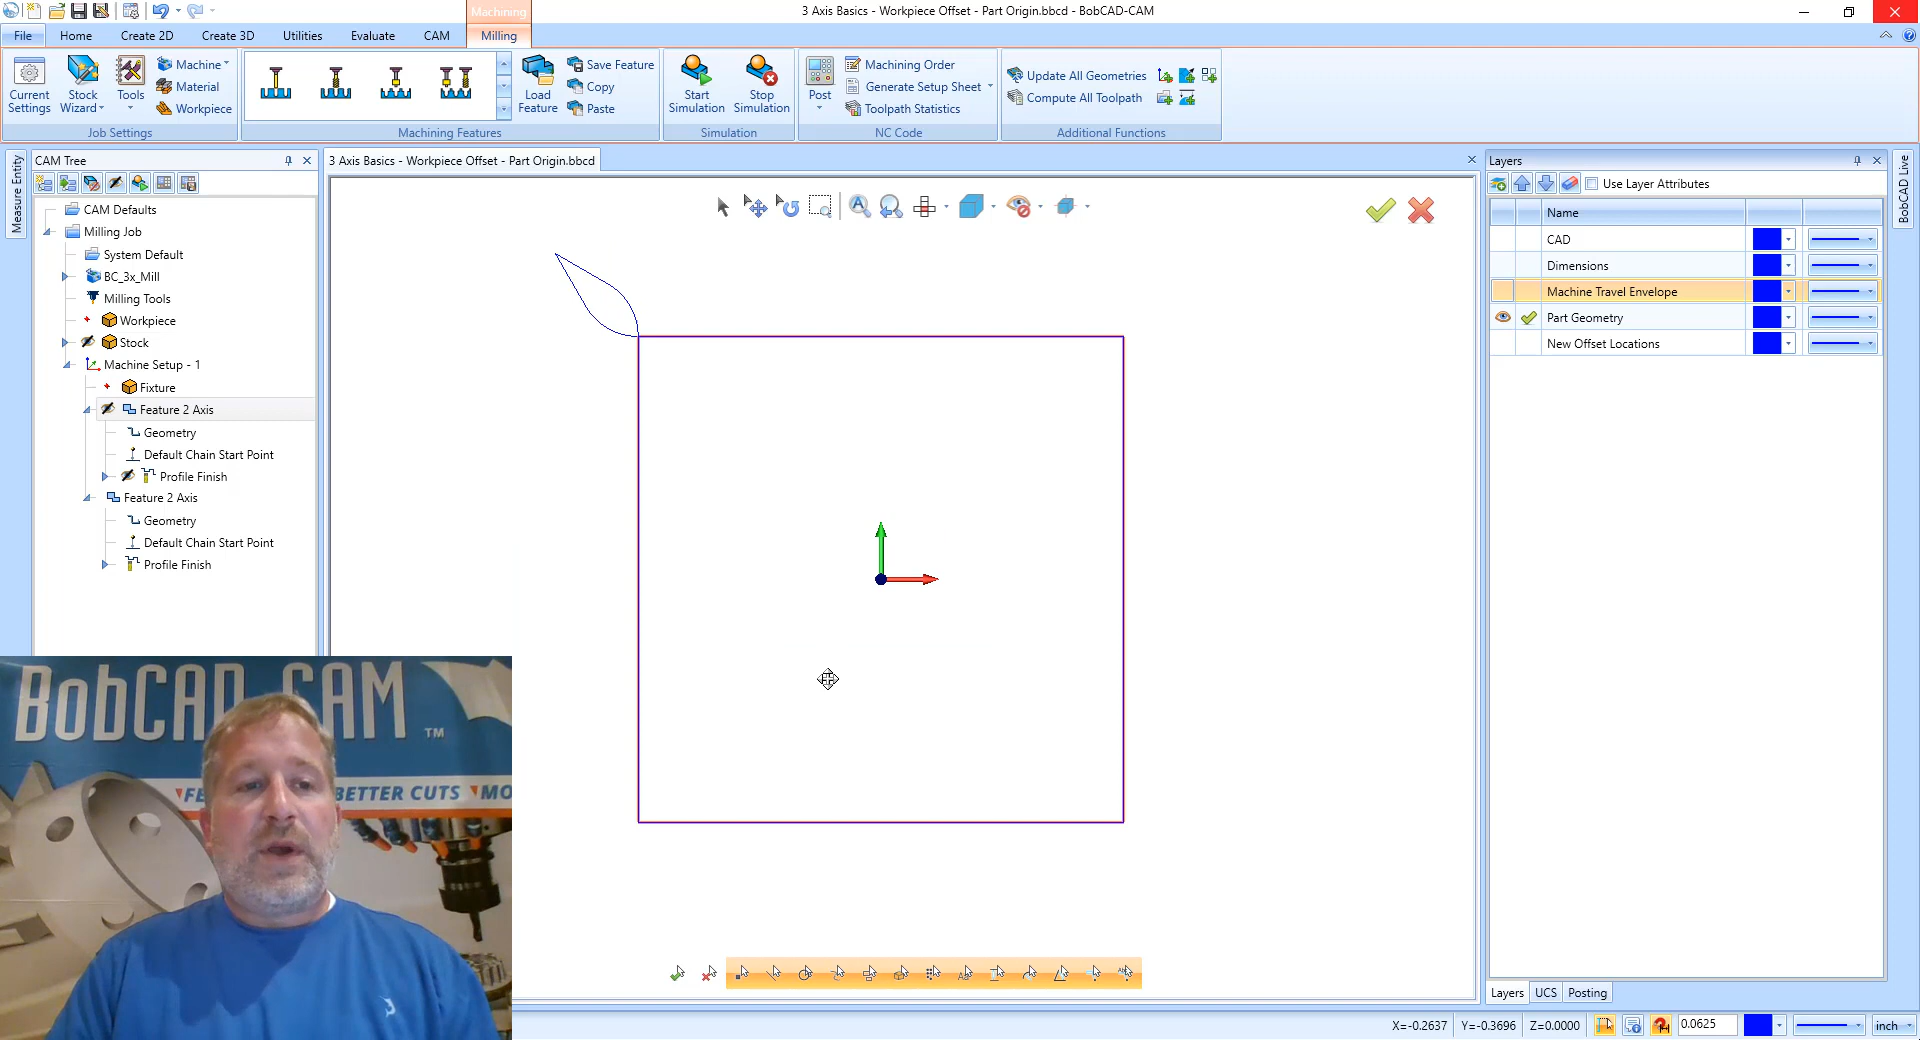 Machining
3 Axis Basics - Workpiece Offset - Part Origin.bbcd - BobCAD-CAM
File
Home
Create 2D
Create 3D
Utilities
Evaluate
CAM
Milling
Current Settings
Stock Wizard
Tools
Machine
Material
Workpiece
Job Settings
Machining Features
Load Feature
Save Feature
Copy
Paste
Start Simulation
Stop Simulation
Simulation
Post
Machining Order
Generate Setup Sheet
Toolpath Statistics
NC Code
Update All Geometries
Compute All Toolpath
Additional Functions
Measure Entity
CAM Tree
CAM Defaults
Milling Job
System Default
BC_3x_Mill
Milling Tools
Workpiece
Stock
Machine Setup - 1
Fixture
Feature 2 Axis
Geometry
Default Chain Start Point
Profile Finish
Feature 2 Axis
Geometry
Default Chain Start Point
Profile Finish
3 Axis Basics - Workpiece Offset - Part Origin.bbcd
Layers
Use Layer Attributes
Name
CAD
Dimensions
Machine Travel Envelope
Part Geometry
New Offset Locations
BobCAD Live
Layers
UCS
Posting
BobCAD CAM
TM
BETTER CUTS
X=-0.2637
Y=-0.3696
Z=0.0000
0.0625
inch